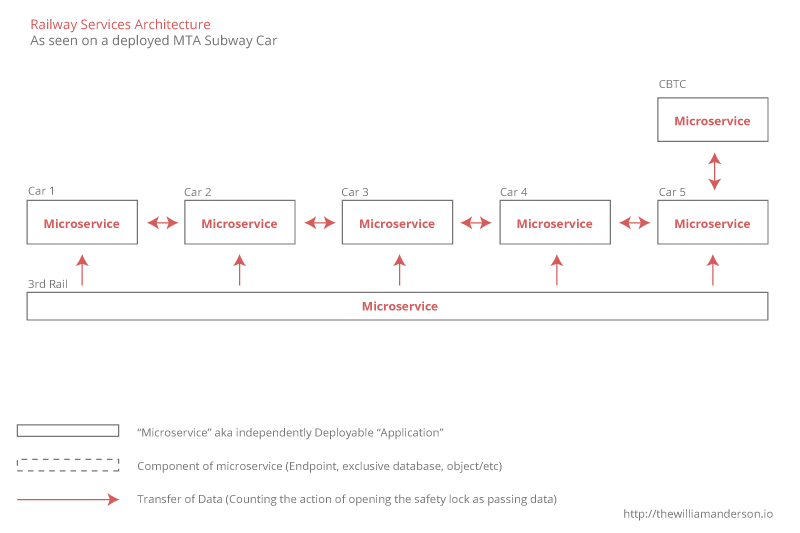 Railway Services Architecture
As seen on a deployed MTA Subway Car
CBTC
Microservice
Car 1
Car 2
Car 3
Car 4
Car 5
Microservice
Microservice
Microservice
Microservice
Microservice
3rd Rail
Microservice
“Microservice” aka independently Deployable “Application”
Component of microservice (Endpoint, exclusive database, object/etc)
Transfer of Data (Counting the action of opening the safety lock as passing data)
http://thewilliamanderson.io